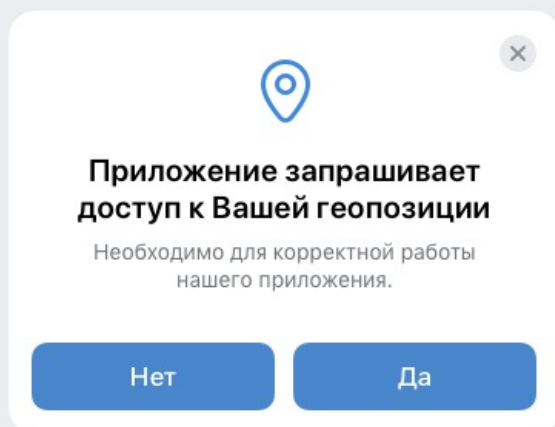 Приложение запрашивает
доступ к Вашей геопозиции
Необходимо для корректной работы
нашего приложения.
Нет
Да